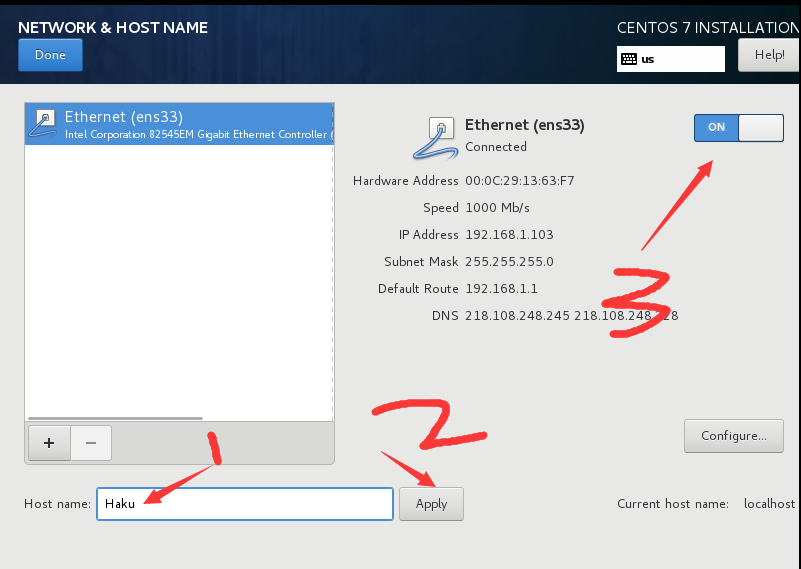 NETWORK & HOST NAME
CENTOS 7 INSTALLATION
Done
us
Help!
Ethernet (ens33)
Intel Corporation 82545EM Gigabit Ethernet Controller (
Ethernet (ens33)
Connected
ON
Hardware Address 00:0C:29:13:63:F7
Speed 1000 Mb/s
IP Address 192.168.1.103
Subnet Mask 255.255.255.0
Default Route 192.168.1.1
DNS 218.108.248.245
3
1
2
+ −
Configure...
Host name: Haku
Apply
Current host name: localhost